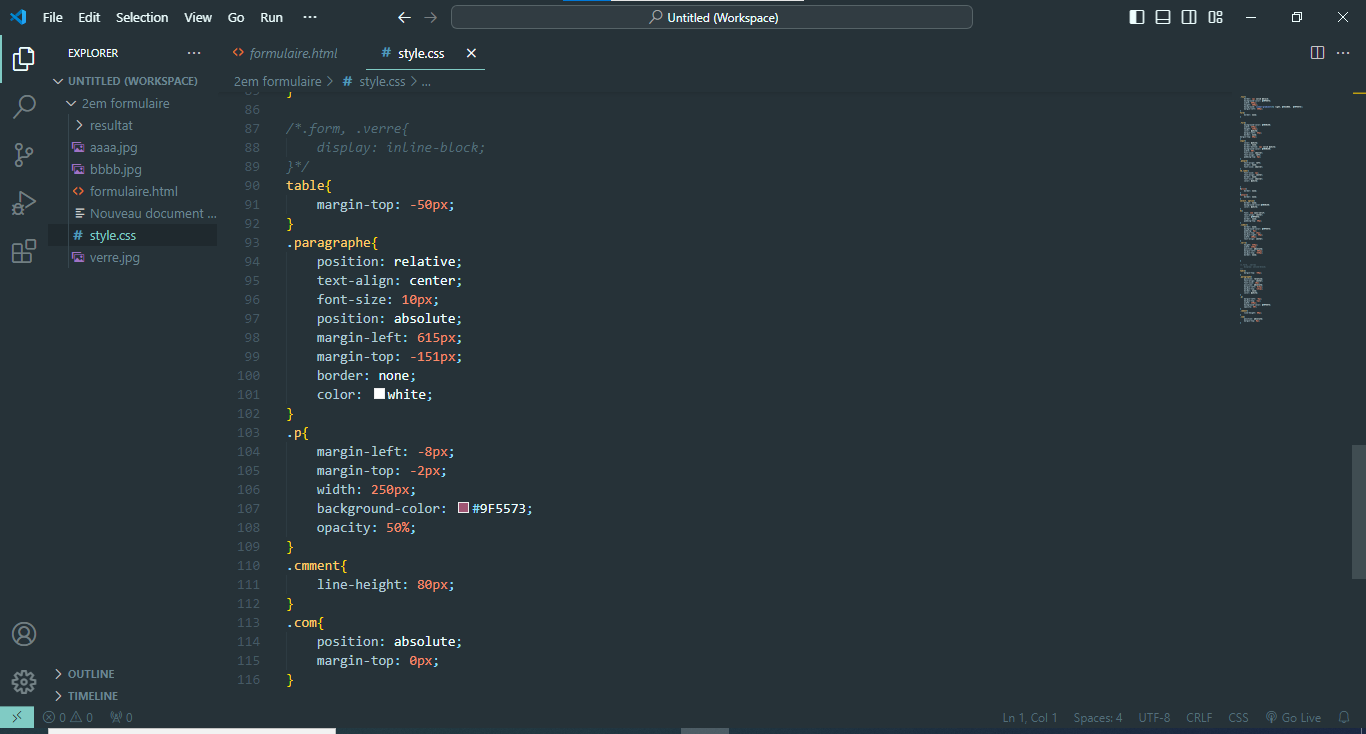 File Edit Selection View Go Run ···
Untitled (Workspace)
EXPLORER ···
UNTITLED (WORKSPACE)
2em formulaire
resultat
aaaa.jpg
bbbb.jpg
formulaire.html
Nouveau document ...
style.css
verre.jpg
OUTLINE
TIMELINE
formulaire.html
# style.css
2em formulaire > # style.css > ...
85 }
86
87 /*.form, .verre{
88 display: inline-block;
89 }*/
90 table{
91 margin-top: -50px;
92 }
93 .paragraphe{
94 position: relative;
95 text-align: center;
96 font-size: 10px;
97 position: absolute;
98 margin-left: 615px;
99 margin-top: -151px;
100 border: none;
101 color: white;
102 }
103 .p{
104 margin-left: -8px;
105 margin-top: -2px;
106 width: 250px;
107 background-color: #9F5573;
108 opacity: 50%;
109 }
110 .cmment{
111 line-height: 80px;
112 }
113 .com{
114 position: absolute;
115 margin-top: 0px;
116 }
0 0 0
Ln 1, Col 1 Spaces: 4 UTF-8 CRLF CSS Go Live